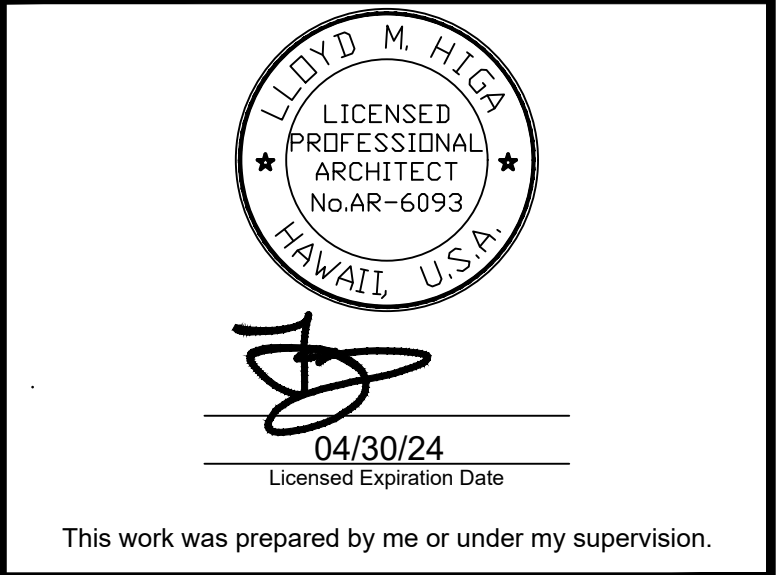 LLOYD M. HIGA
LICENSED
PROFESSIONAL
ARCHITECT
No.AR-6093
HAWAII, U.S.A.
04/30/24
Licensed Expiration Date
This work was prepared by me or under my supervision.